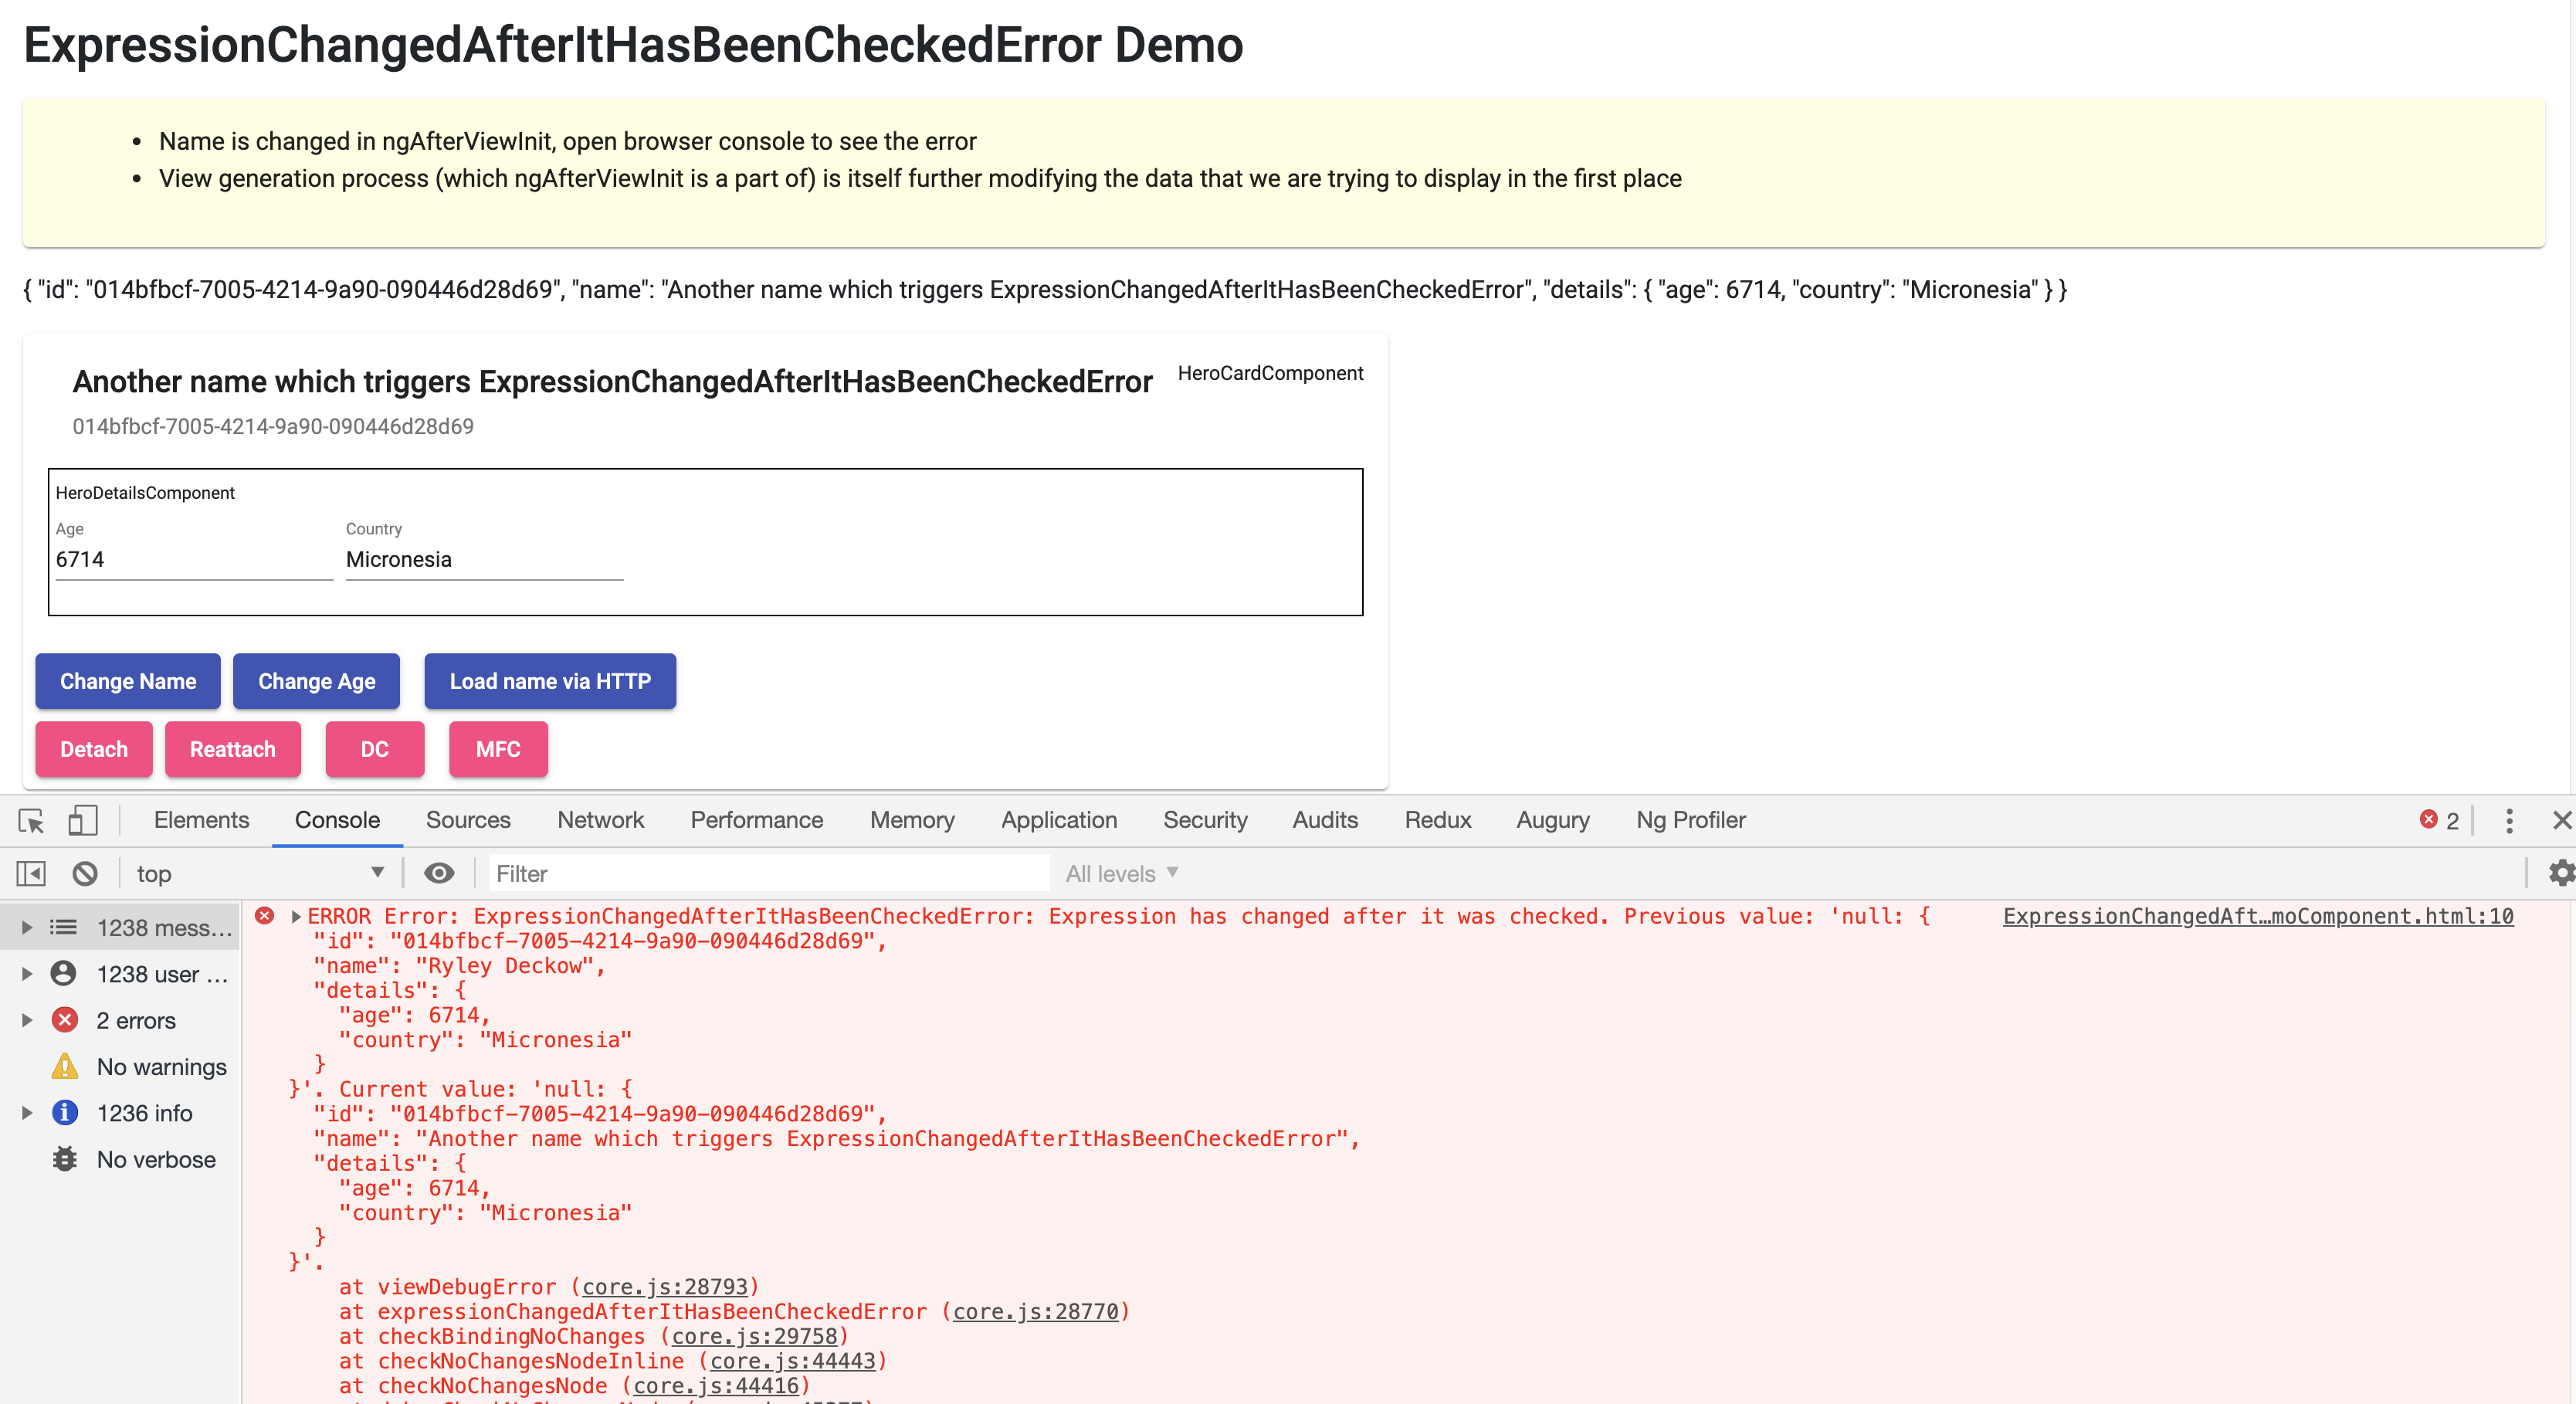 ExpressionChangedAfterItHasBeenCheckedError Demo
• Name is changed in ngAfterViewInit, open browser console to see the error
• View generation process (which ngAfterViewInit is a part of) is itself further modifying the data that we are trying to display in the first place
{ "id": "014bfbcf-7005-4214-9a90-090446d28d69", "name": "Another name which triggers ExpressionChangedAfterItHasBeenCheckedError", "details": { "age": 6714, "country": "Micronesia" } }
Another name which triggers ExpressionChangedAfterItHasBeenCheckedError HeroCardComponent
014bfbcf-7005-4214-9a90-090446d28d69
HeroDetailsComponent
Age Country
6714 Micronesia
Change Name Change Age Load name via HTTP
Detach Reattach DC MFC
Elements Console Sources Network Performance Memory Application Security Audits Redux Augury Ng Profiler 2
top Filter All levels
1238 mess...
1238 user ...
2 errors
No warnings
1236 info
No verbose
ERROR Error: ExpressionChangedAfterItHasBeenCheckedError: Expression has changed after it was checked. Previous value: 'null: { ExpressionChangedAft…moComponent.html:10
"id": "014bfbcf-7005-4214-9a90-090446d28d69",
"name": "Ryley Deckow",
"details": {
"age": 6714,
"country": "Micronesia"
}
}'. Current value: 'null: {
"id": "014bfbcf-7005-4214-9a90-090446d28d69",
"name": "Another name which triggers ExpressionChangedAfterItHasBeenCheckedError",
"details": {
"age": 6714,
"country": "Micronesia"
}
}'.
at viewDebugError (core.js:28793)
at expressionChangedAfterItHasBeenCheckedError (core.js:28770)
at checkBindingNoChanges (core.js:29758)
at checkNoChangesNodeInline (core.js:44443)
at checkNoChangesNode (core.js:44416)